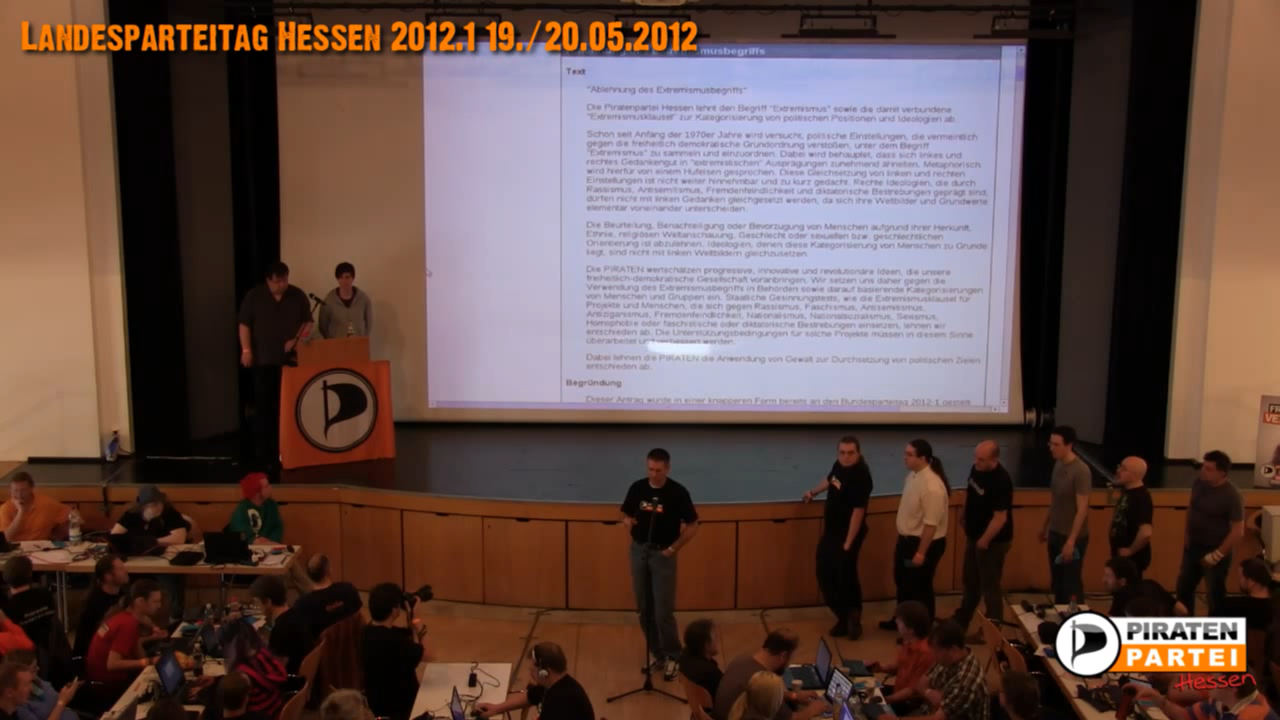 Landesparteitag Hessen 2012.1 19./20.05.2012
musbegriffs
Text
"Ablehnung des Extremismusbegriffs"
Die Piratenpartei Hessen lehnt den Begriff "Extremismus" sowie die damit verbundene
"Extremismusklausel" zur Kategorisierung von politischen Positionen und Ideologien ab.
Schon seit Anfang der 1970er Jahre wird versucht, politische Einstellungen, die vermeintlich
gegen die freiheitlich demokratische Grundordnung verstoßen, unter dem Begriff
"Extremismus" zu sammeln und einzuordnen. Dabei wird behauptet, dass sich linkes und
rechtes Gedankengut in "extremistischen" Ausprägungen zunehmend ähnelten. Metaphorisch
wird hierfür von einem Hufeisen gesprochen. Diese Gleichsetzung von linken und rechten
Einstellungen ist nicht weiter hinnehmbar und zu kurz gedacht. Rechte Ideologien, die durch
Rassismus, Antisemitismus, Fremdenfeindlichkeit und diktatorische Bestrebungen geprägt sind,
dürfen nicht mit linken Gedanken gleichgesetzt werden, da sich ihre Weltbilder und Grundwerte
elementar voneinander unterscheiden.
Die Beurteilung, Benachteiligung oder Bevorzugung von Menschen aufgrund ihrer Herkunft,
Ethnie, religiösen Weltanschauung, Geschlecht oder sexuellen bzw. geschlechtlichen
Orientierung ist abzulehnen. Ideologien, denen diese Kategorisierung von Menschen zu Grunde
liegt, sind nicht mit linken Weltbildern gleichzusetzen.
Die PIRATEN wertschätzen progressive, innovative und revolutionäre Ideen, die unsere
freiheitlich-demokratische Gesellschaft voranbringen. Wir setzen uns daher gegen die
Verwendung des Extremismusbegriffs in Behörden sowie darauf basierende Kategorisierungen
von Menschen und Gruppen ein. Staatliche Gesinnungstests, wie die Extremismusklausel für
Projekte und Menschen, die sich gegen Rassismus, Faschismus, Antisemitismus,
Antiziganismus, Fremdenfeindlichkeit, Nationalismus, Nationalsozialismus, Sexismus,
Homophobie oder faschistische oder diktatorische Bestrebungen einsetzen, lehnen wir
entschieden ab. Die Unterstützungsbedingungen für solche Projekte müssen in diesem Sinne
überarbeitet und verbessert werden.
Dabei lehnen die PIRATEN die Anwendung von Gewalt zur Durchsetzung von politischen Zielen
entschieden ab.
Begründung
Dieser Antrag wurde in einer knapperen Form bereits an den Bundesparteitag 2012-1 gestellt
PIRATEN
PARTEI
Hessen